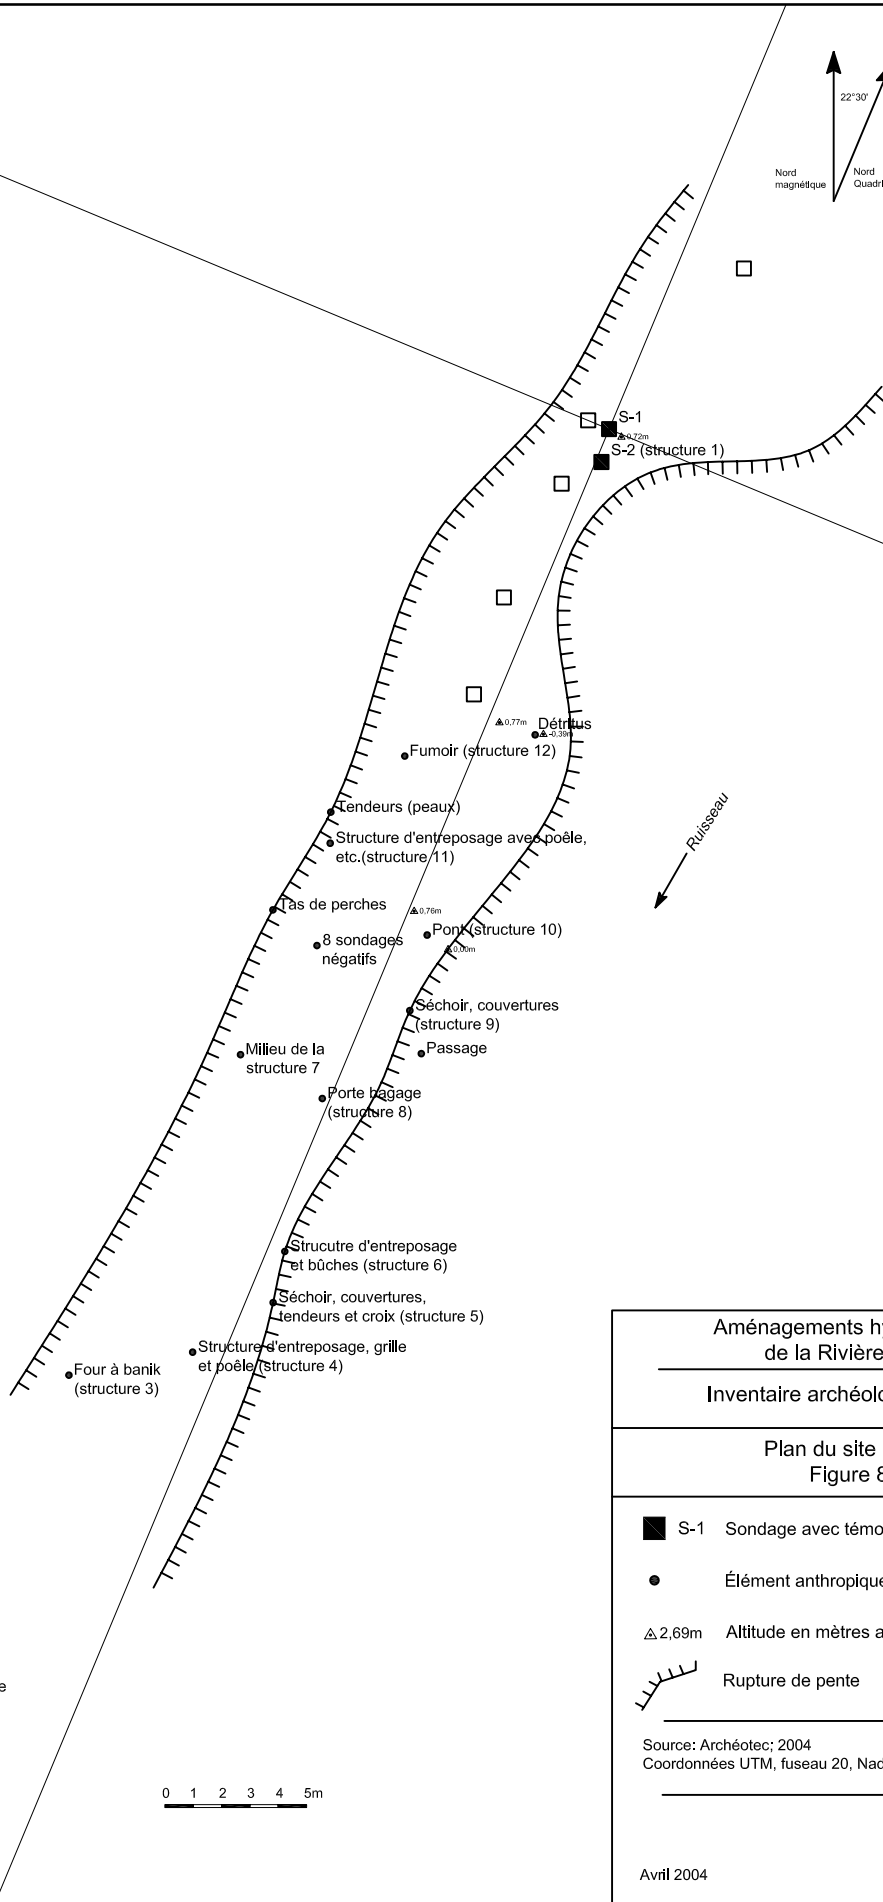 22°30'
Nord
magnétique
Nord
S-1
0,72m
S-2 (structure 1)
0,77m
Détritus
-0,39m
Fumoir (structure 12)
Tendeurs (peaux)
Structure d'entreposage avec poêle,
etc.(structure 11)
Ruisseau
Tas de perches
0,76m
Pont (structure 10)
8 sondages
négatifs
0,00m
Séchoir, couvertures
(structure 9)
Milieu de la
structure 7
Passage
Porte bagage
(structure 8)
Strucutre d'entreposage
et bûches (structure 6)
Séchoir, couvertures,
tendeurs et croix (structure 5)
Structure d'entreposage, grille
et poêle (structure 4)
Four à banik
(structure 3)
e
0 1 2 3 4 5m
Aménagements
de la Rivière
Inventaire
Plan du site
Figure 8
S-1 Sondage avec
Élément anthropique
2,69m Altitude en mètres
Rupture de pente
Source: Archéotec; 2004
Coordonnées UTM, fuseau 20,
Avril 2004